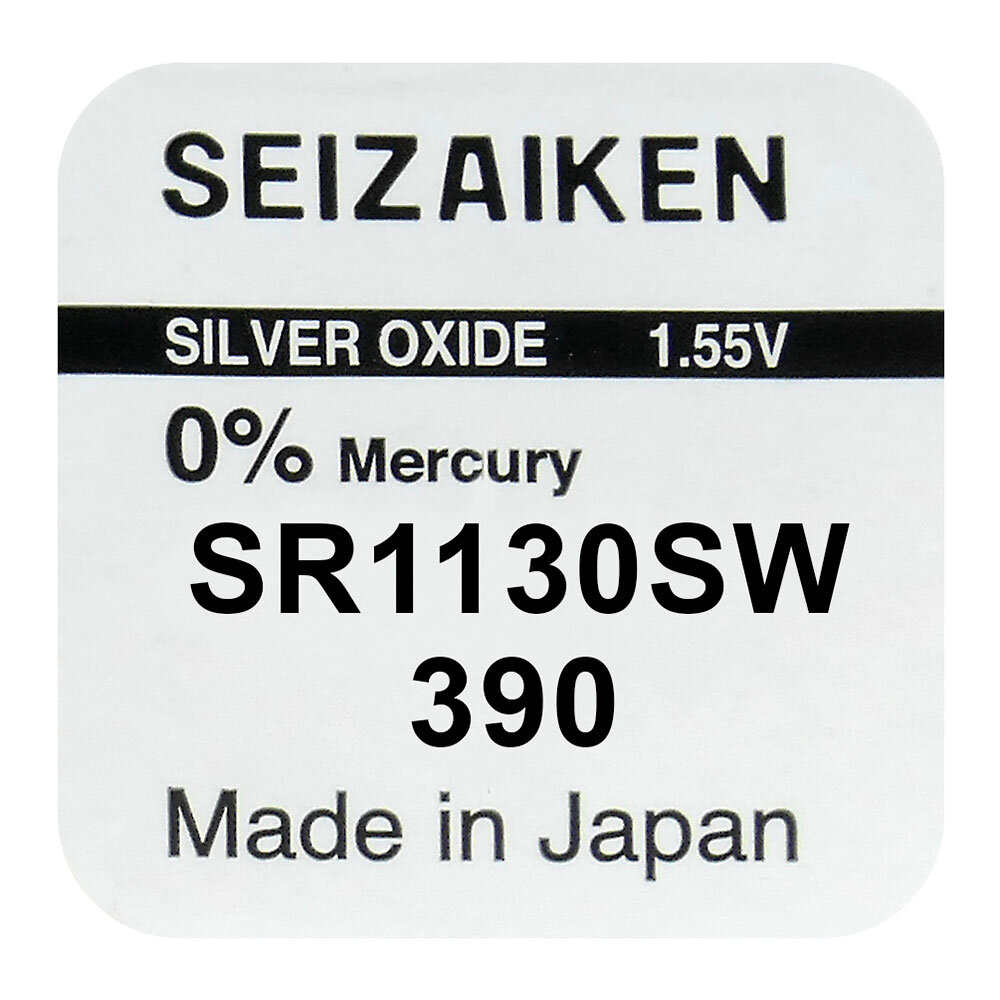 SEIZAIKEN
SILVER OXIDE 1.55V
0% Mercury
SR1130SW
390
Made in Japan